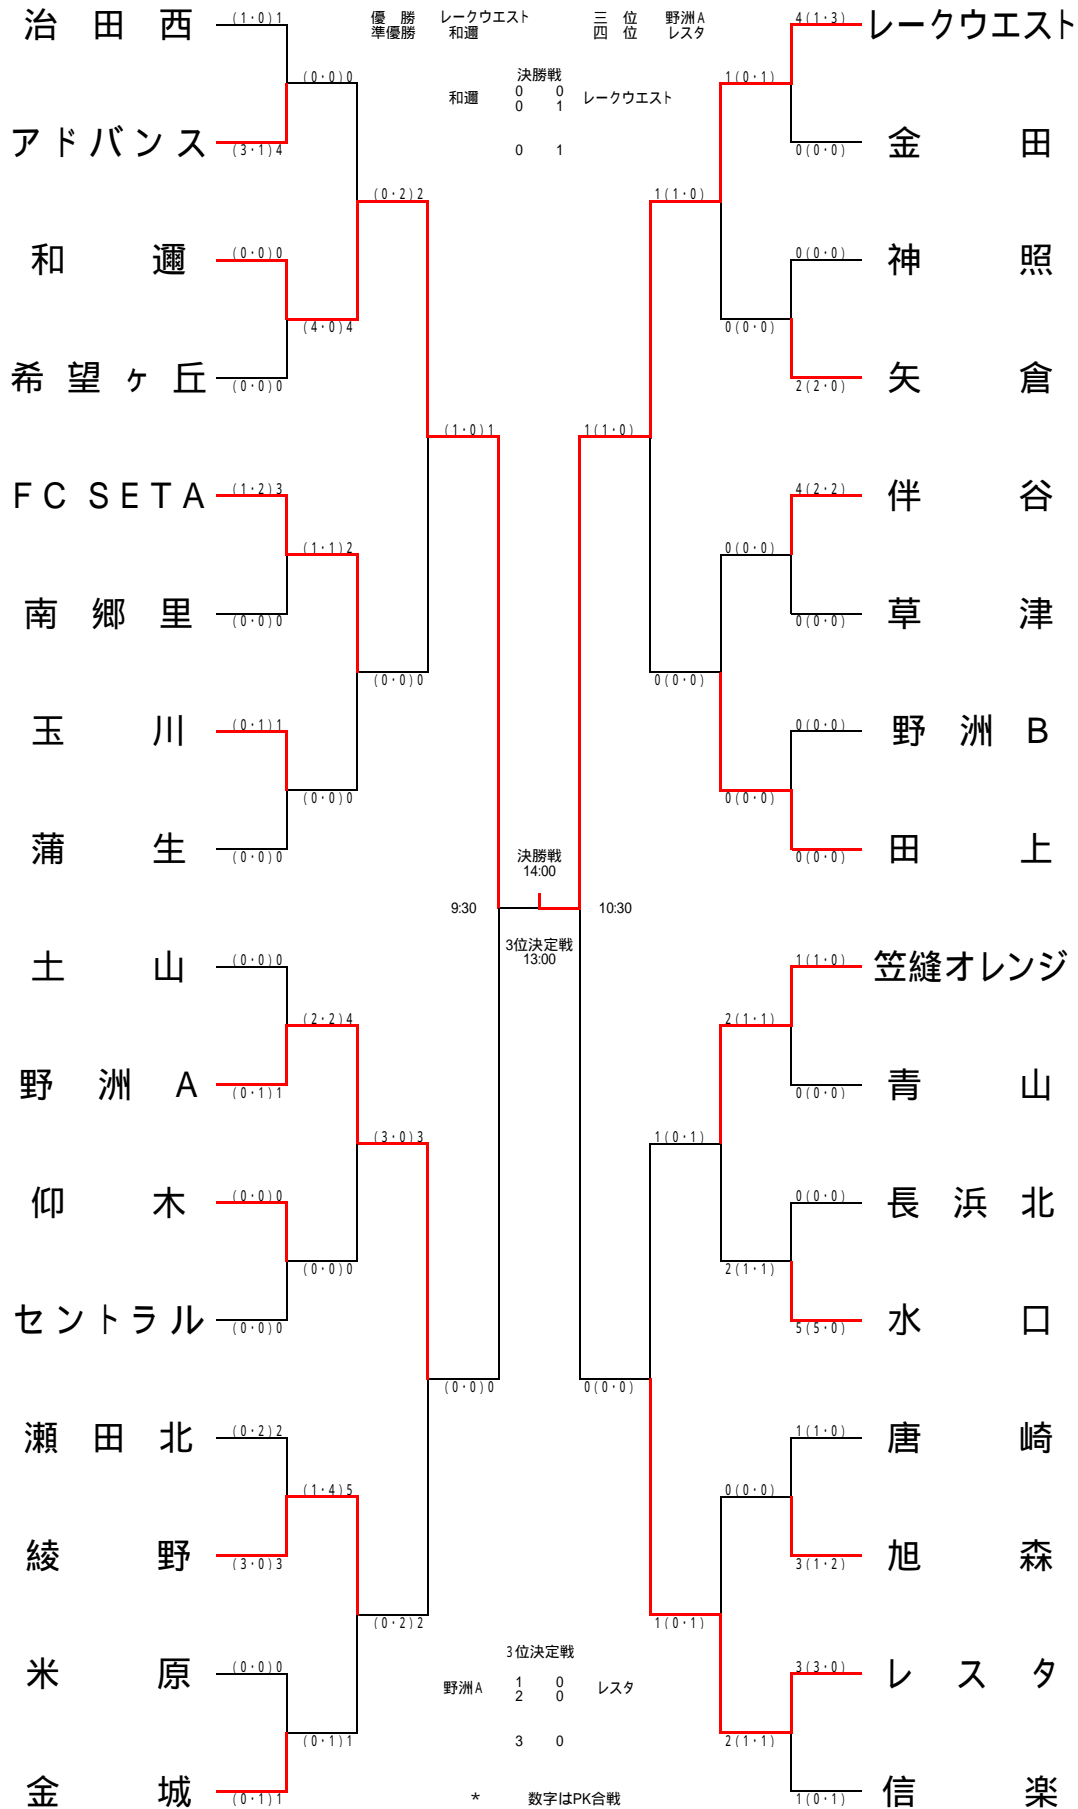 優　勝　レークウエスト　三　位　野洲A
準優勝　和邇　四　位　レスタ
決勝戦
和邇　0　0　レークウエスト
0　1
0　1
治田西 (1・0)1
(0・0)0
アドバンス (3・1)4
(0・2)2
和邇 (0・0)0
(4・0)4
希望ヶ丘 (0・0)0
(1・0)1
FC SETA (1・2)3
(1・1)2
南郷里 (0・0)0
(0・0)0
玉川 (0・1)1
(0・0)0
蒲生 (0・0)0
土山 (0・0)0
(2・2)4
野洲A (0・1)1
(3・0)3
仰木 (0・0)0
(0・0)0
セントラル (0・0)0
(0・0)0
瀬田北 (0・2)2
(1・4)5
綾野 (3・0)3
(0・2)2
米原 (0・0)0
(0・1)1
金城 (0・1)1
決勝戦
14:00
9:30
10:30
3位決定戦
13:00
4(1・3) レークウエスト
1(0・1)
0(0・0) 金田
1(1・0)
0(0・0) 神照
0(0・0)
2(2・0) 矢倉
1(1・0)
4(2・2) 伴谷
0(0・0)
0(0・0) 草津
0(0・0)
0(0・0) 野洲B
0(0・0)
0(0・0) 田上
1(1・0) 笠縫オレンジ
2(1・1)
0(0・0) 青山
1(0・1)
0(0・0) 長浜北
2(1・1)
5(5・0) 水口
0(0・0)
1(1・0) 唐崎
0(0・0)
3(1・2) 旭森
1(0・1)
3(3・0) レスタ
2(1・1)
1(0・1) 信楽
3位決定戦
野洲A　1　0　レスタ
2　0
3　0
*　数字はPK合戦